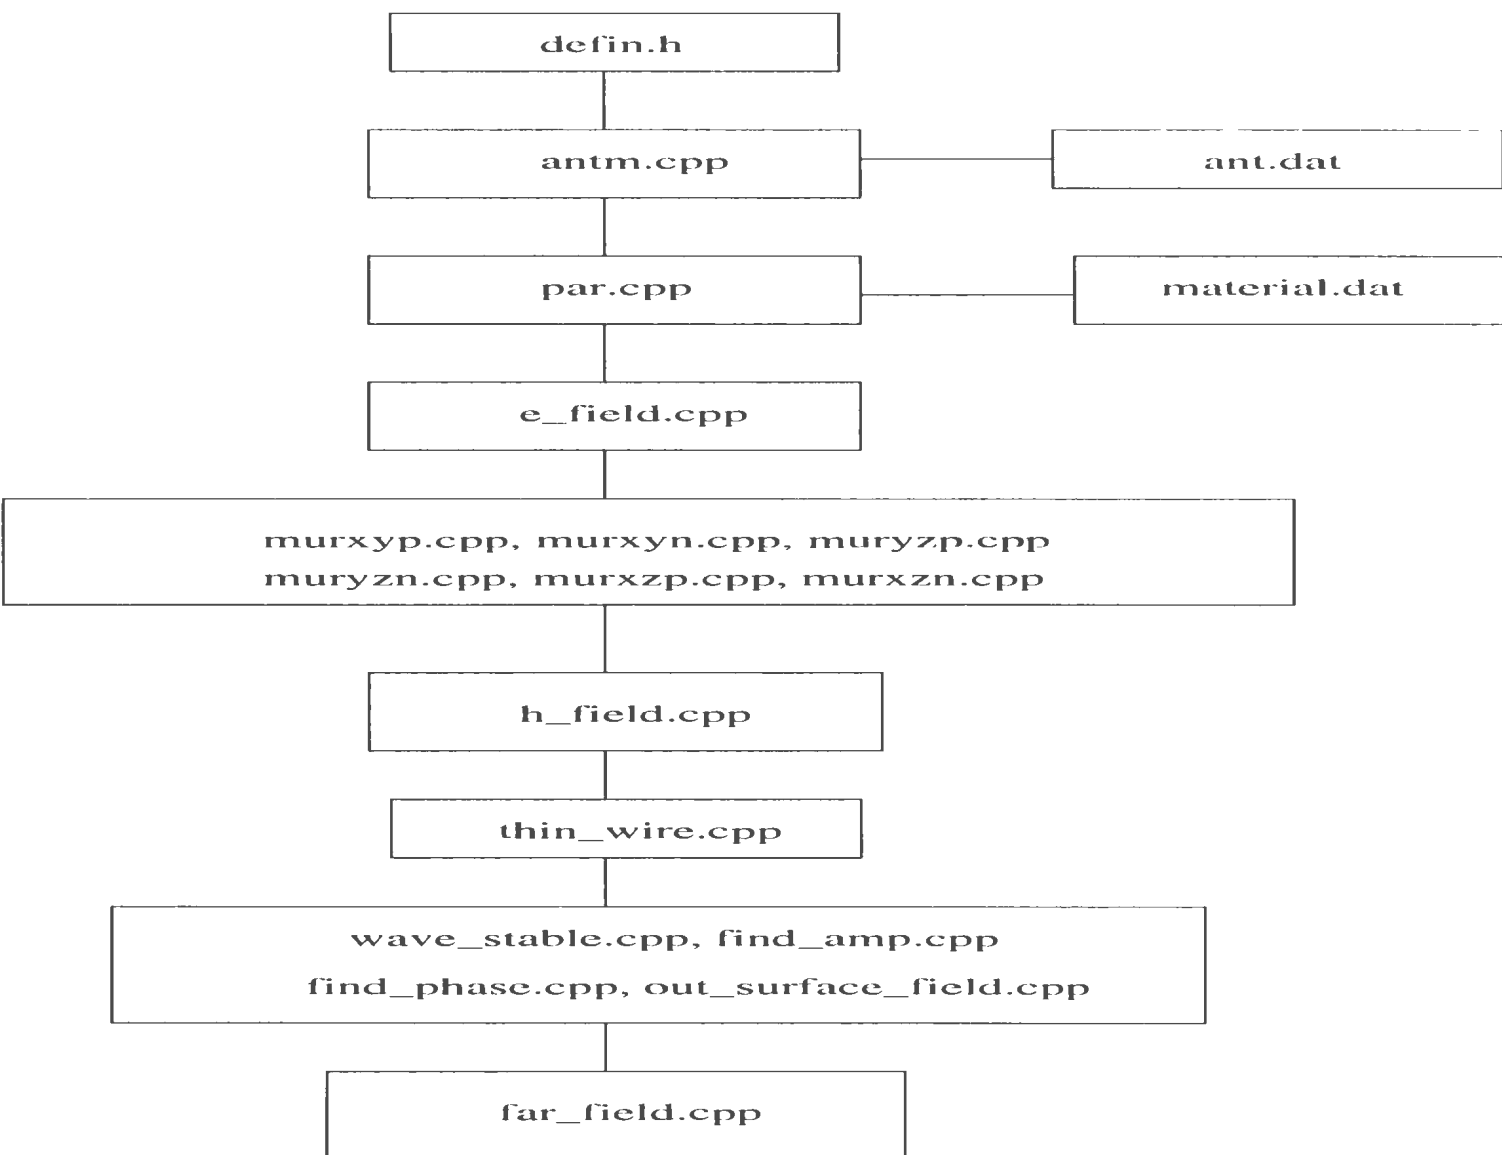 defin.h
antm.cpp
ant.dat
par.cpp
material.dat
e_field.cpp
murxyp.cpp, murxyn.cpp, muryzp.cpp
muryzn.cpp, murxzp.cpp, murxzn.cpp
h_field.cpp
thin_wire.cpp
wave_stable.cpp, find_amp.cpp
find_phase.cpp, out_surface_field.cpp
far_field.cpp